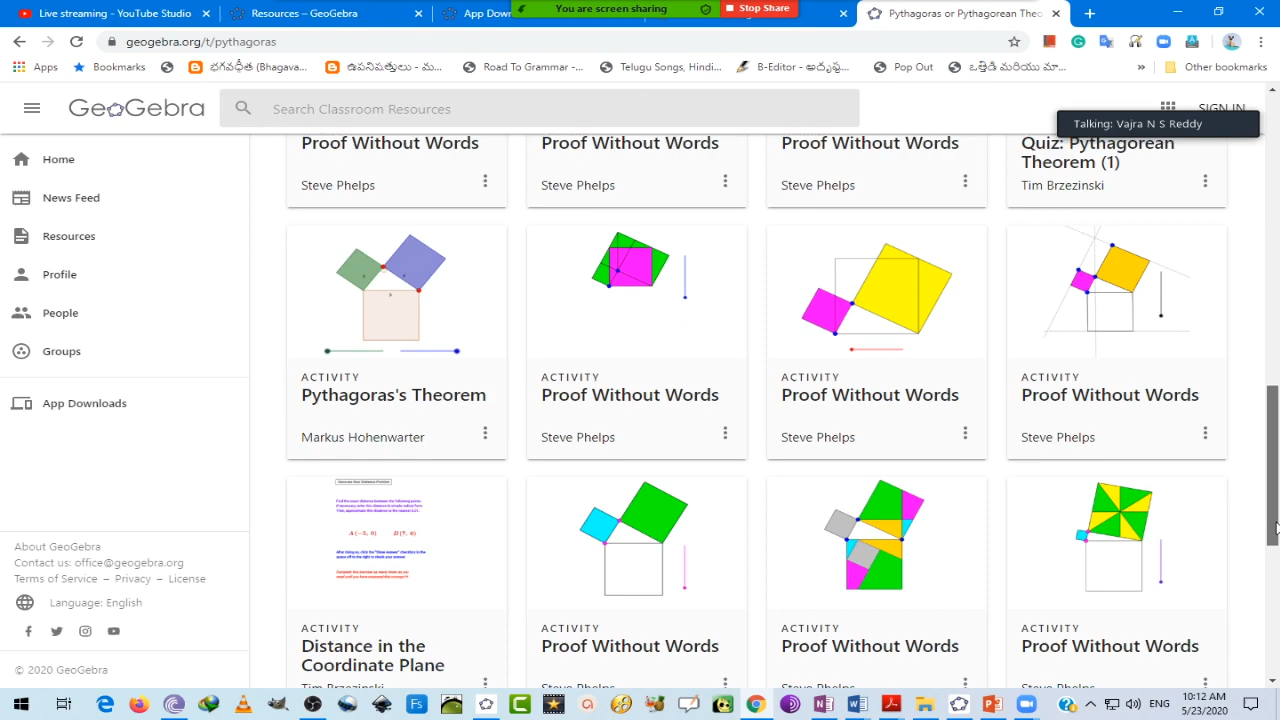 Live streaming - YouTube Studio
Resources – GeoGebra
App Down
You are screen sharing
Stop Share
Pythagoras or Pythagorean Theo
geogebra.org/t/pythagoras
Apps
Bookmarks
Road To Grammar -...
Telugu Songs, Hindi...
Pop Out
Other bookmarks
GeoGebra
Search Classroom Resources
SIGN IN
Talking: Vajra N S Reddy
Home
News Feed
Resources
Profile
People
Groups
App Downloads
About GeoGebra
Contact us: office@geogebra.org
Terms of Service – Privacy – License
Language: English
© 2020 GeoGebra
Proof Without Words
Steve Phelps
Proof Without Words
Steve Phelps
Proof Without Words
Steve Phelps
Quiz: Pythagorean
Theorem (1)
Tim Brzezinski
ACTIVITY
Pythagoras's Theorem
Markus Hohenwarter
ACTIVITY
Proof Without Words
Steve Phelps
ACTIVITY
Proof Without Words
Steve Phelps
ACTIVITY
Proof Without Words
Steve Phelps
ACTIVITY
Distance in the
Coordinate Plane
ACTIVITY
Proof Without Words
Steve Phelps
ACTIVITY
Proof Without Words
Steve Phelps
ACTIVITY
Proof Without Words
Steve Phelps
ENG
10:12 AM
5/23/2020